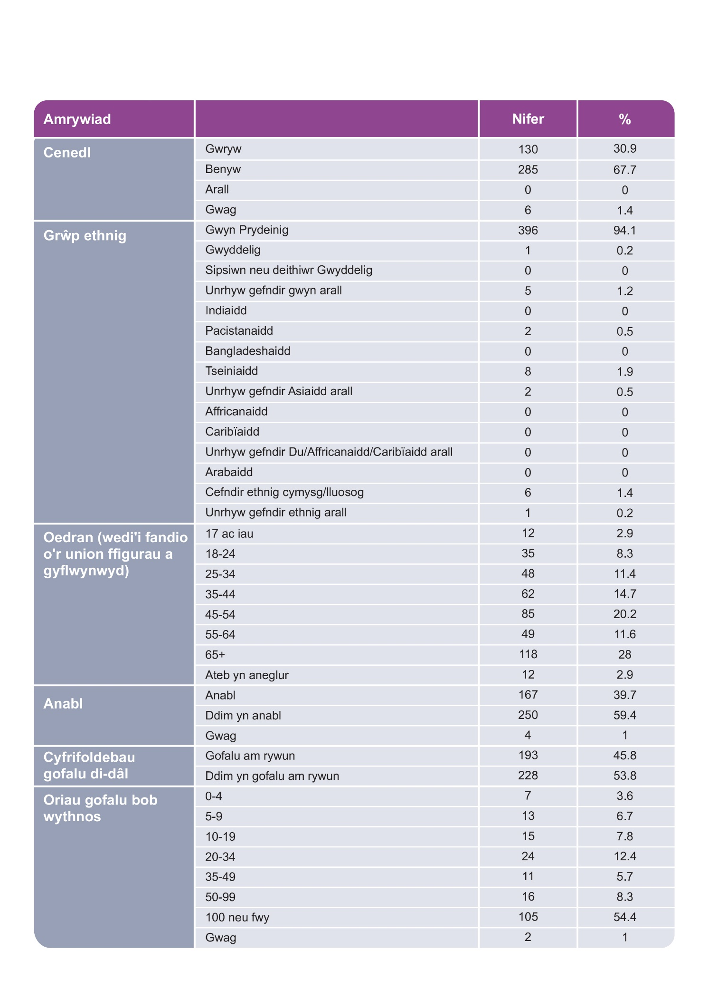 Amrywiad Nifer %
Cenedl
Gwryw 130 30.9
Benyw 285 67.7
Arall 0 0
Gwag 6 1.4
Grŵp ethnig
Gwyn Prydeinig 396 94.1
Gwyddelig 1 0.2
Sipsiwn neu deithiwr Gwyddelig 0 0
Unrhyw gefndir gwyn arall 5 1.2
Indiaidd 0 0
Pacistanaidd 2 0.5
Bangladeshaidd 0 0
Tseiniaidd 8 1.9
Unrhyw gefndir Asiaidd arall 2 0.5
Affricanaidd 0 0
Caribïaidd 0 0
Unrhyw gefndir Du/Affricanaidd/Caribïaidd arall 0 0
Arabaidd 0 0
Cefndir ethnig cymysg/lluosog 6 1.4
Unrhyw gefndir ethnig arall 1 0.2
Oedran (wedi'i fandio
o'r union ffigurau a
gyflwynwyd)
17 ac iau 12 2.9
18-24 35 8.3
25-34 48 11.4
35-44 62 14.7
45-54 85 20.2
55-64 49 11.6
65+ 118 28
Ateb yn aneglur 12 2.9
Anabl
Anabl 167 39.7
Ddim yn anabl 250 59.4
Gwag 4 1
Cyfrifoldebau
gofalu di-dâl
Gofalu am rywun 193 45.8
Ddim yn gofalu am rywun 228 53.8
Oriau gofalu bob
wythnos
0-4 7 3.6
5-9 13 6.7
10-19 15 7.8
20-34 24 12.4
35-49 11 5.7
50-99 16 8.3
100 neu fwy 105 54.4
Gwag 2 1